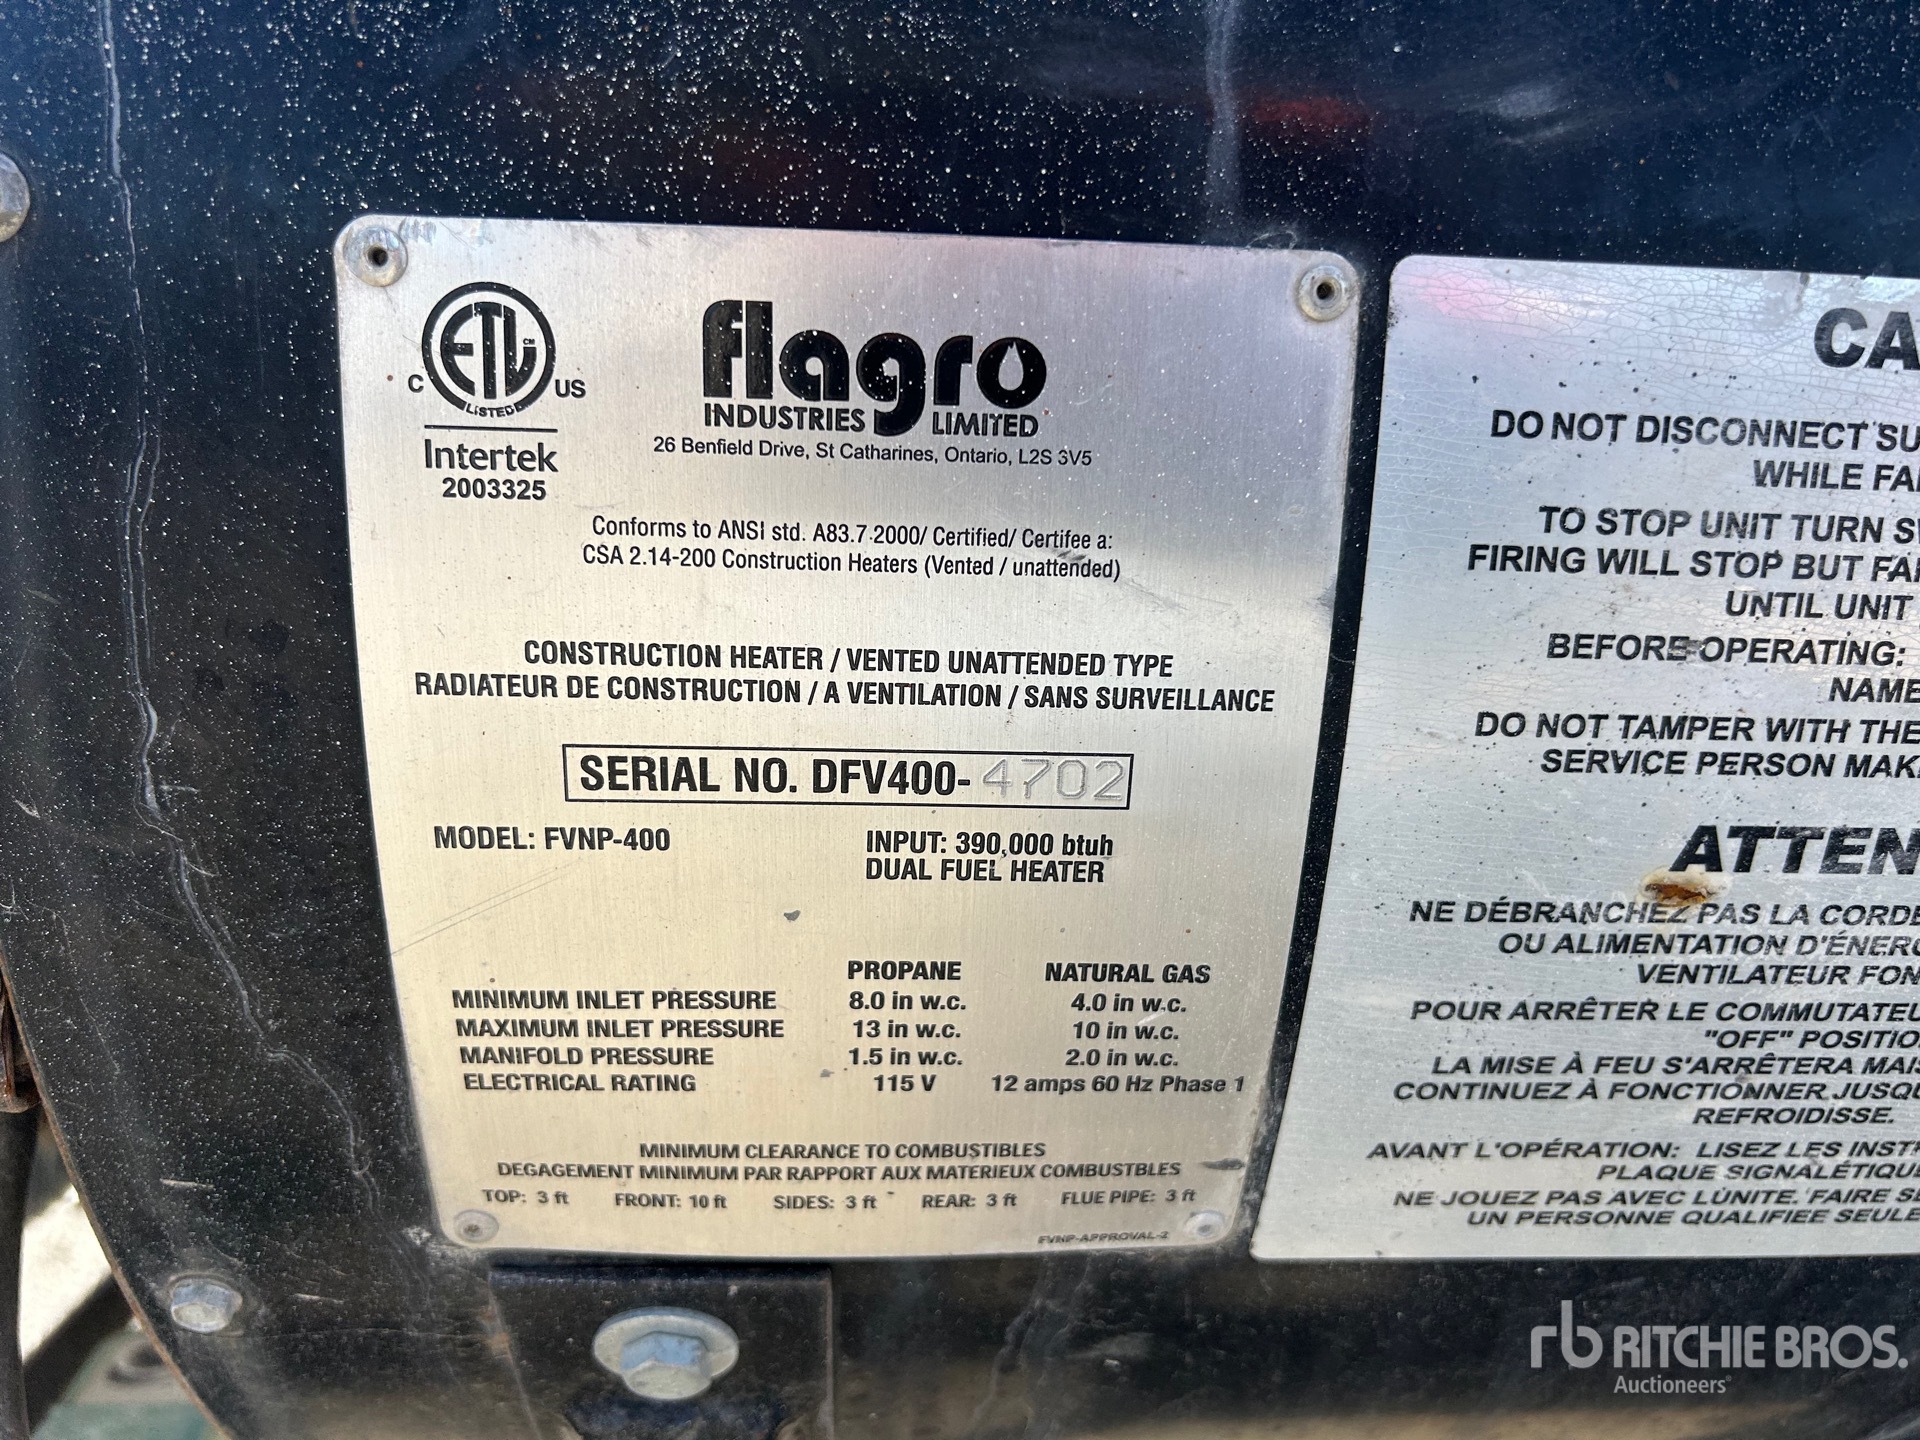 C ETL CM US
LISTED
Intertek
2003325
flagro
INDUSTRIES LIMITED
26 Benfield Drive, St Catharines, Ontario, L2S 3V5
Conforms to ANSI std. A83.7.2000/ Certified/ Certifee a:
CSA 2.14-200 Construction Heaters (Vented / unattended)
CONSTRUCTION HEATER / VENTED UNATTENDED TYPE
RADIATEUR DE CONSTRUCTION / A VENTILATION / SANS SURVEILLANCE
SERIAL NO. DFV400-4702
MODEL: FVNP-400 INPUT: 390,000 btuh
DUAL FUEL HEATER
PROPANE NATURAL GAS
MINIMUM INLET PRESSURE 8.0 in w.c. 4.0 in w.c.
MAXIMUM INLET PRESSURE 13 in w.c. 10 in w.c.
MANIFOLD PRESSURE 1.5 in w.c. 2.0 in w.c.
ELECTRICAL RATING 115 V 12 amps 60 Hz Phase 1
MINIMUM CLEARANCE TO COMBUSTIBLES
DEGAGEMENT MINIMUM PAR RAPPORT AUX MATERIEUX COMBUSTBLES
TOP: 3 ft FRONT: 10 ft SIDES: 3 ft REAR: 3 ft FLUE PIPE: 3 ft
FVNP-APPROVAL-2
CA
DO NOT DISCONNECT SU
WHILE FA
TO STOP UNIT TURN S
FIRING WILL STOP BUT FA
UNTIL UNIT
BEFORE OPERATING:
NAME
DO NOT TAMPER WITH THE
SERVICE PERSON MAK
ATTEN
NE DÉBRANCHEZ PAS LA CORDE
OU ALIMENTATION D'ÉNERG
VENTILATEUR FON
POUR ARRÊTER LE COMMUTATEU
"OFF" POSITIO
LA MISE À FEU S'ARRÊTERA MAIS
CONTINUEZ À FONCTIONNER JUSQU
REFROIDISSE.
AVANT L'OPÉRATION: LISEZ LES INST
PLAQUE SIGNALÉTIQU
NE JOUEZ PAS AVEC LÚNITE. FAIRE SE
UN PERSONNE QUALIFIEE SEULE
rb RITCHIE BROS.
Auctioneers